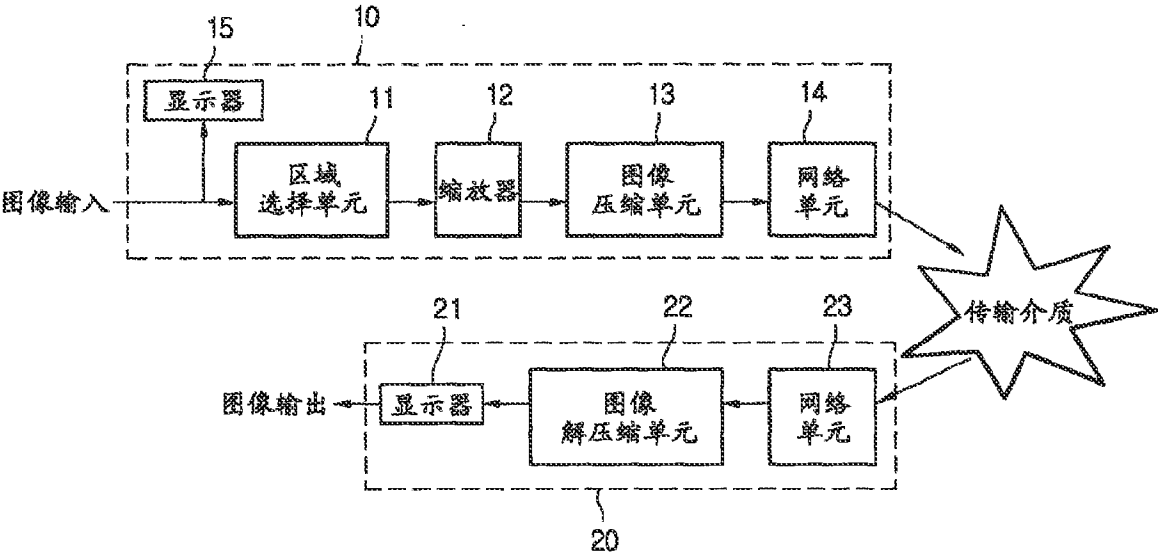 15
10
显示器
11
12
13
14
图像输入
区域
选择单元
缩放器
图像
压缩单元
网络
单元
传输介质
21
22
23
图像输出
显示器
图像
解压缩单元
网络
单元
20